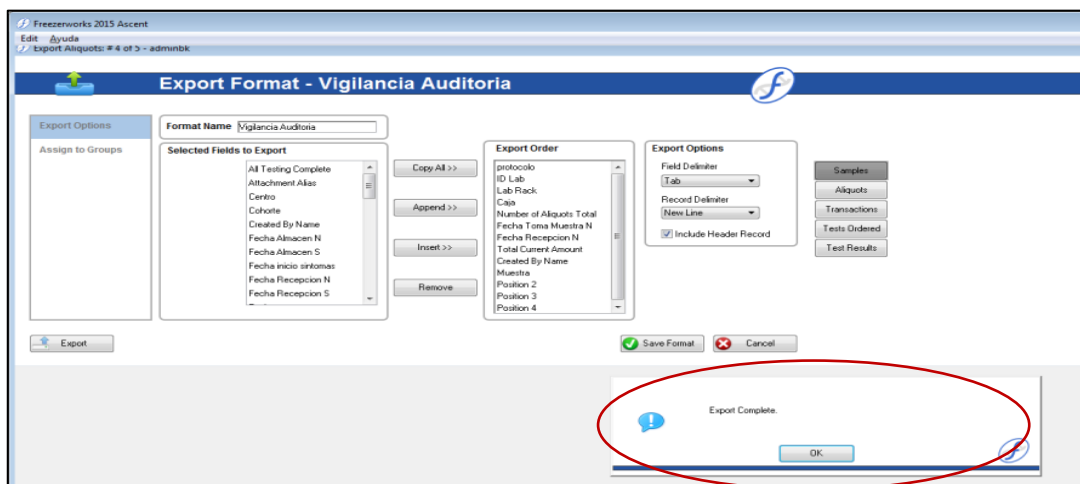 Freezerworks 2015 Ascent
Edit Ayuda
Export Aliquots: # 4 of 5 - adminbk
Export Format - Vigilancia Auditoria
Export Options
Assign to Groups
Format Name Vigilancia Auditoria
Selected Fields to Export
All Testing Complete
Attachment Alias
Centro
Cohorte
Created By Name
Fecha Almacen N
Fecha Almacen S
Fecha inicio sintomas
Fecha Recepcion N
Fecha Recepcion S
Copy All >>
Append >>
Insert >>
Remove
Export Order
protocolo
ID Lab
Lab Rack
Caja
Number of Aliquots Total
Fecha Toma Muestra N
Fecha Recepcion N
Total Current Amount
Created By Name
Muestra
Position 2
Position 3
Position 4
Export Options
Field Delimiter
Tab
Record Delimiter
New Line
Include Header Record
Samples
Aliquots
Transactions
Tests Ordered
Test Results
Export
Save Format
Cancel
Export Complete.
OK